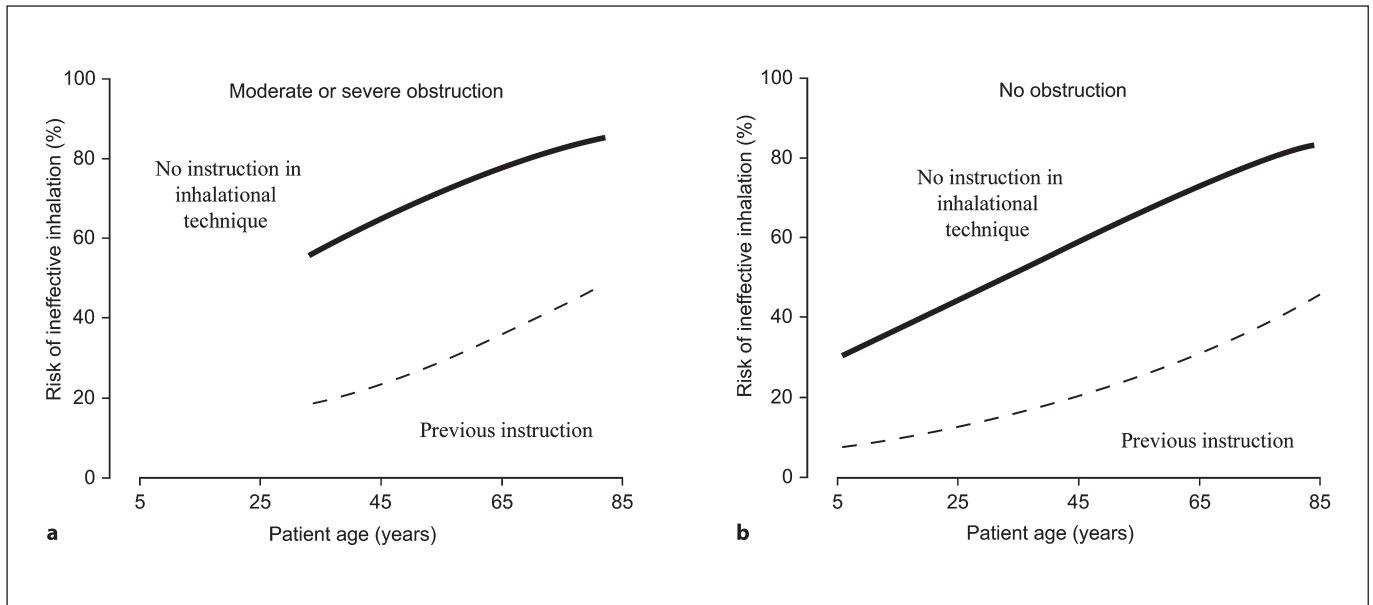 Moderate or severe obstruction
Risk of ineffective inhalation (%)
100
80
60
40
20
0
No instruction in
inhalational
technique
Previous instruction
5 25 45 65 85
Patient age (years)
a
No obstruction
Risk of ineffective inhalation (%)
100
80
60
40
20
0
No instruction in
inhalational
technique
Previous instruction
5 25 45 65 85
Patient age (years)
b